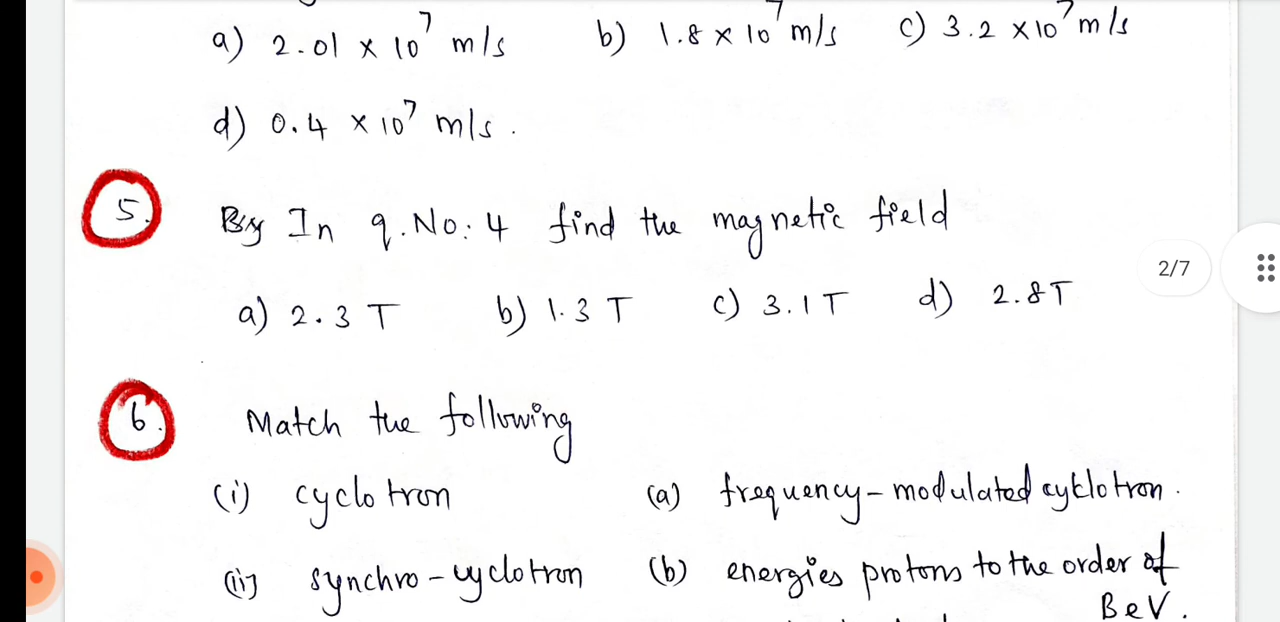 a) 2.01 x 10⁷ m/s b) 1.8 x 10⁷ m/s c) 3.2 x 10⁷ m/s
d) 0.4 x 10⁷ m/s .
5. In q. No: 4 find the magnetic field
a) 2.3 T b) 1.3 T c) 3.1 T d) 2.8T
2/7
6. Match the following
(i) cyclotron (a) frequency-modulated cyklotron .
(ii) synchro-cyclotron (b) energies protons to the order of
BeV .